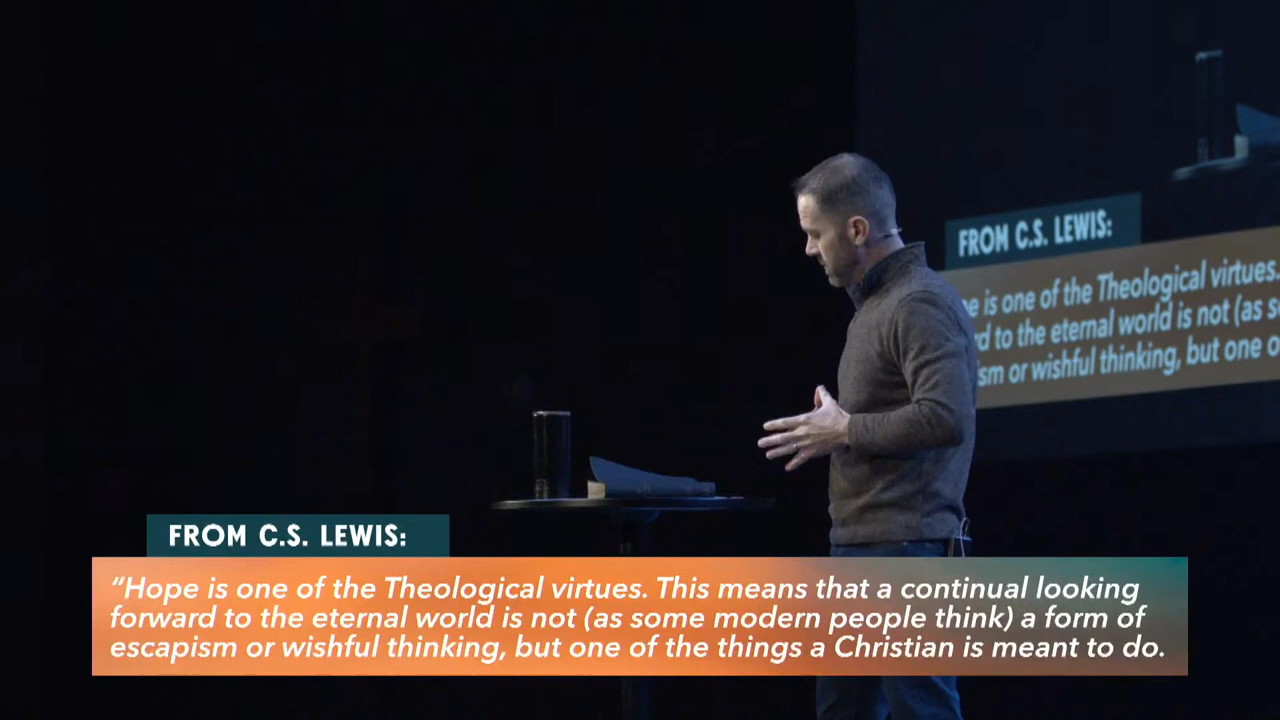 FROM C.S. LEWIS:
e is one of the Theological virtues.
rd to the eternal world is not (as s
sm or wishful thinking, but one o
FROM C.S. LEWIS:
“Hope is one of the Theological virtues. This means that a continual looking
forward to the eternal world is not (as some modern people think) a form of
escapism or wishful thinking, but one of the things a Christian is meant to do.